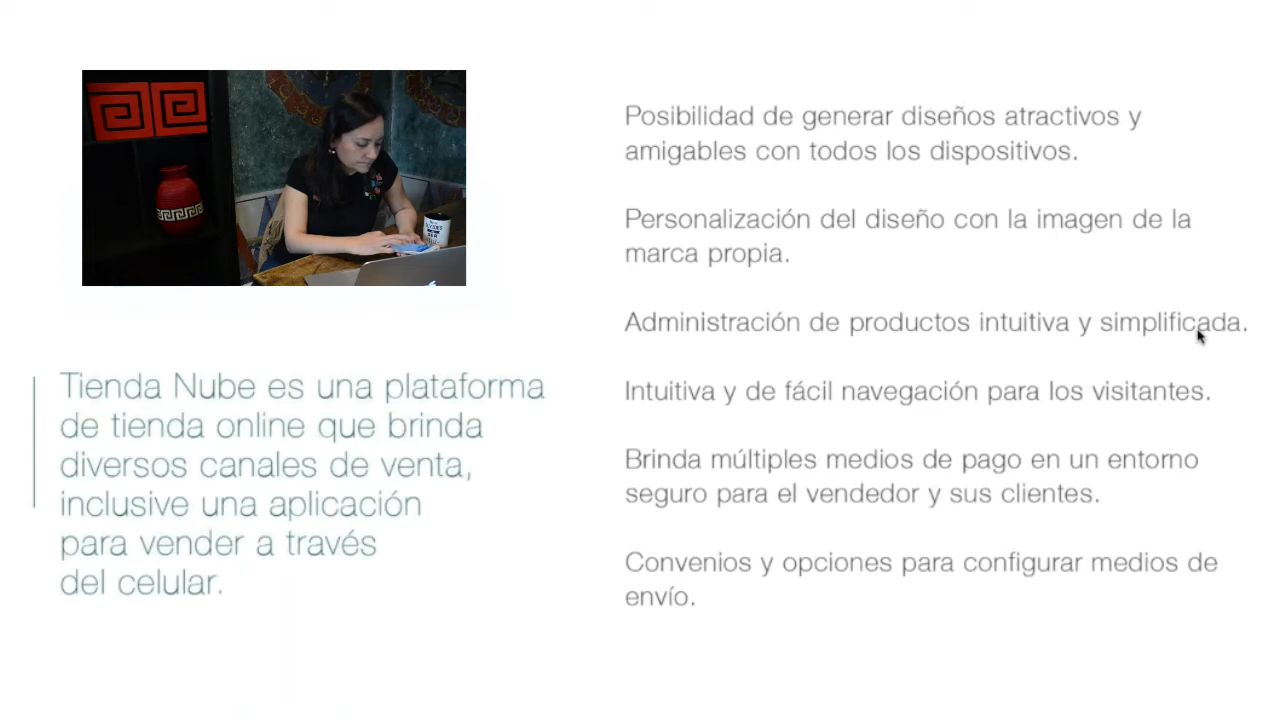 Tienda Nube es una plataforma
de tienda online que brinda
diversos canales de venta,
inclusive una aplicación
para vender a través
del celular.
Posibilidad de generar diseños atractivos y
amigables con todos los dispositivos.
Personalización del diseño con la imagen de la
marca propia.
Administración de productos intuitiva y simplificada.
Intuitiva y de fácil navegación para los visitantes.
Brinda múltiples medios de pago en un entorno
seguro para el vendedor y sus clientes.
Convenios y opciones para configurar medios de
envío.